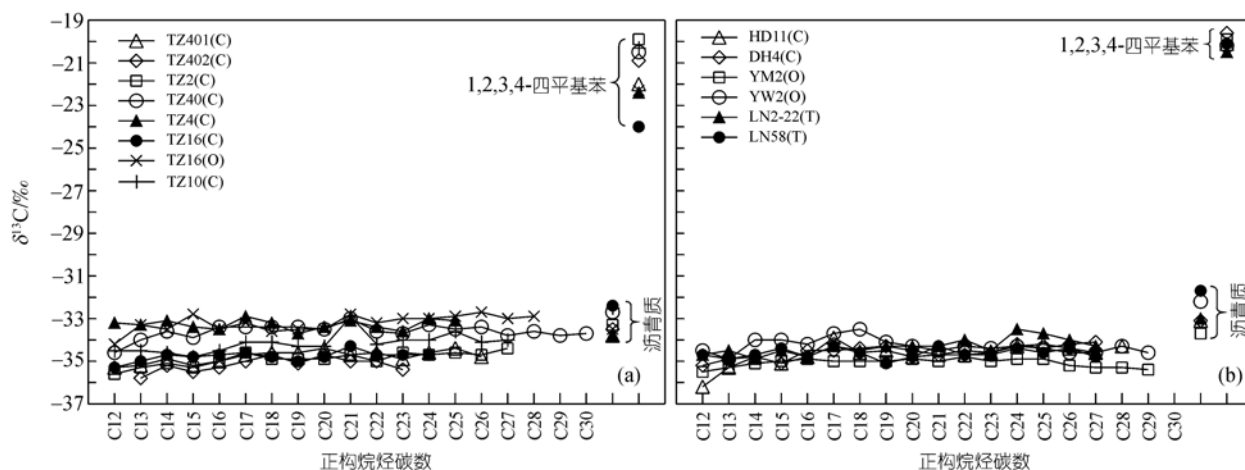 δ¹³C/‰
−19
−21
−23
−25
−27
−29
−31
−33
−35
−37
TZ401(C)
TZ402(C)
TZ2(C)
TZ40(C)
TZ4(C)
TZ16(C)
TZ16(O)
TZ10(C)
1,2,3,4-四平基苯
沥青质
(a)
C12 C13 C14 C15 C16 C17 C18 C19 C20 C21 C22 C23 C24 C25 C26 C27 C28 C29 C30
正构烷烃碳数
HD11(C)
DH4(C)
YM2(O)
YW2(O)
LN2-22(T)
LN58(T)
1,2,3,4-四平基苯
沥青质
(b)
C12 C13 C14 C15 C16 C17 C18 C19 C20 C21 C22 C23 C24 C25 C26 C27 C28 C29 C30
正构烷烃碳数